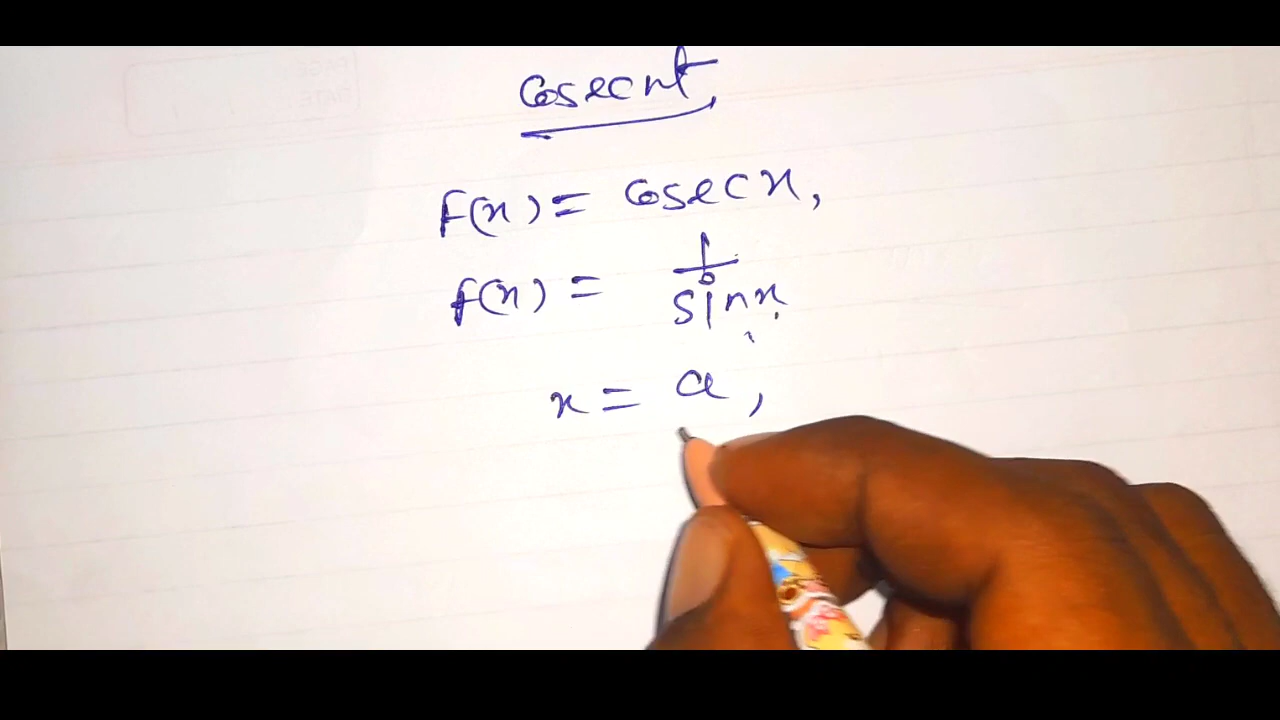 Cosecnt,
f(x) = cosec x,
f(x) = 1/sin x,
x = a,